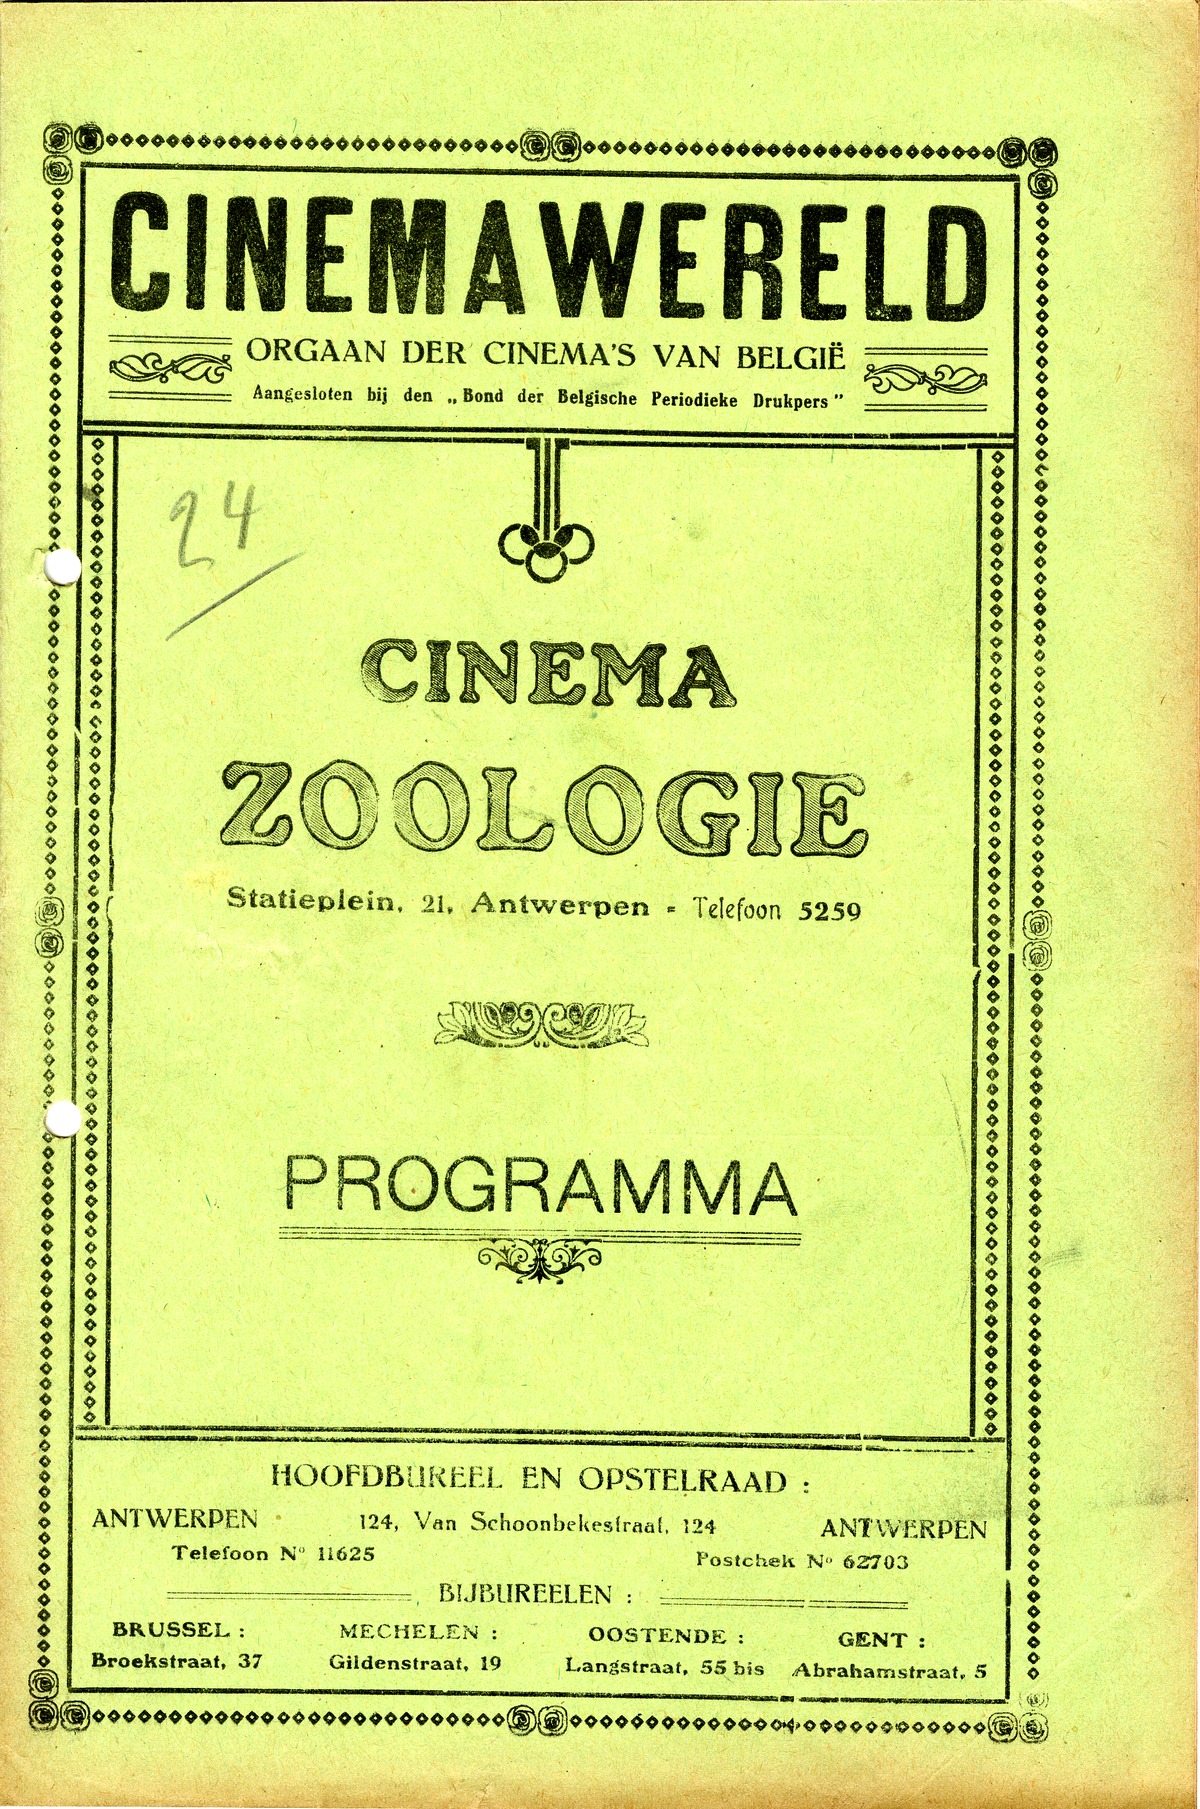 CINEMAWERELD
ORGAAN DER CINEMA'S VAN BELGIË
Aangesloten bij den „Bond der Belgische Periodieke Drukpers"
24
CINEMA
ZOOLOGIE
Statieplein, 21, Antwerpen = Telefoon 5259
PROGRAMMA
HOOFDBUREEL EN OPSTELRAAD :
ANTWERPEN 124, Van Schoonbekestraat, 124 ANTWERPEN
Telefoon Nº 11625 Postchek Nº 62703
BIJBUREELEN :
BRUSSEL : MECHELEN : OOSTENDE : GENT :
Broekstraat, 37 Gildenstraat, 19 Langstraat, 55 bis Abrahamstraat, 5